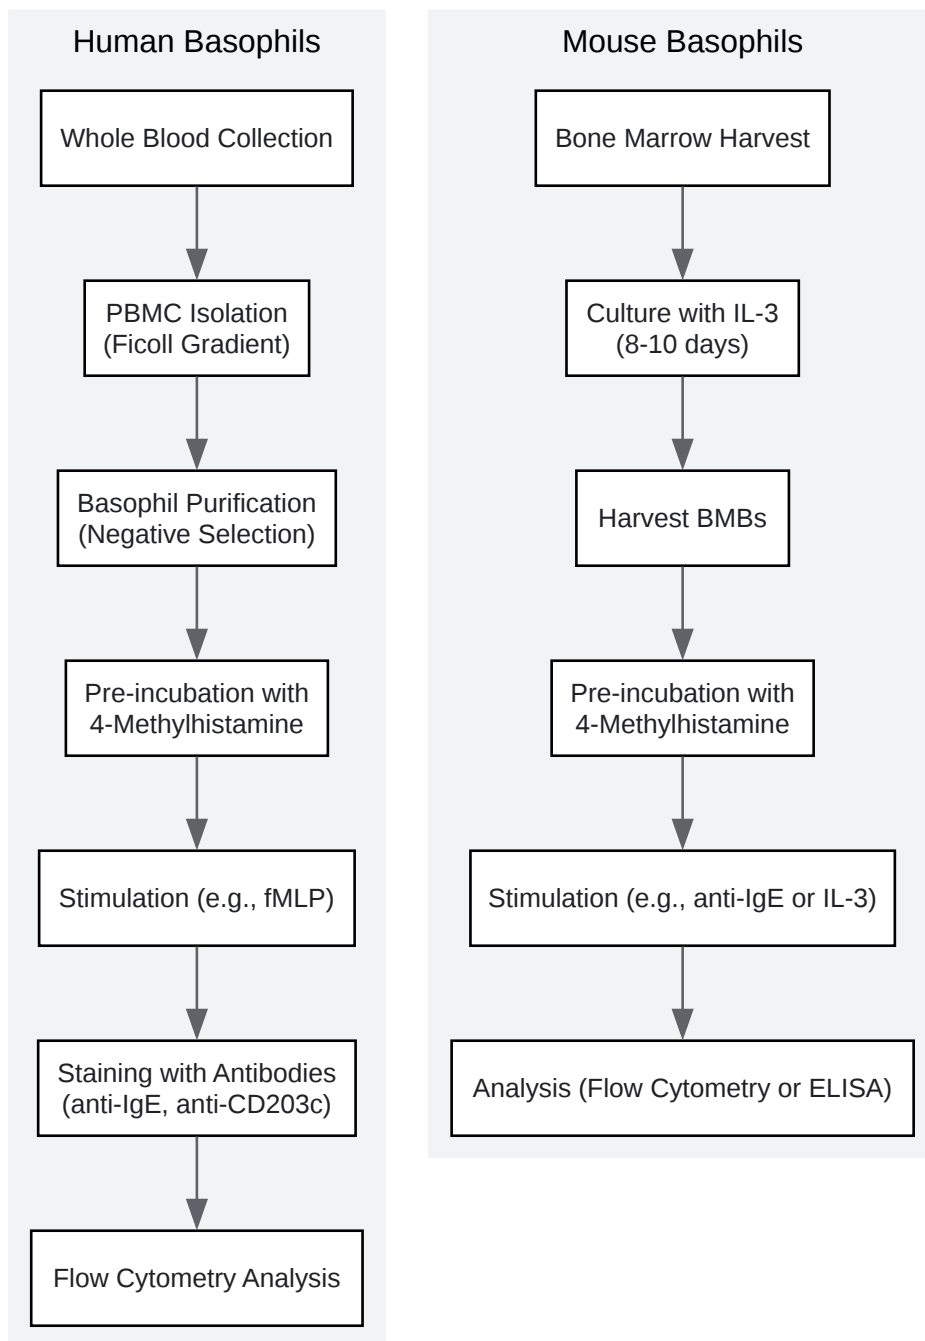 Human Basophils
Whole Blood Collection
PBMC Isolation
(Ficoll Gradient)
Basophil Purification
(Negative Selection)
Pre-incubation with
4-Methylhistamine
Stimulation (e.g., fMLP)
Staining with Antibodies
(anti-IgE, anti-CD203c)
Flow Cytometry Analysis
Mouse Basophils
Bone Marrow Harvest
Culture with IL-3
(8-10 days)
Harvest BMBs
Pre-incubation with
4-Methylhistamine
Stimulation (e.g., anti-IgE or IL-3)
Analysis (Flow Cytometry or ELISA)